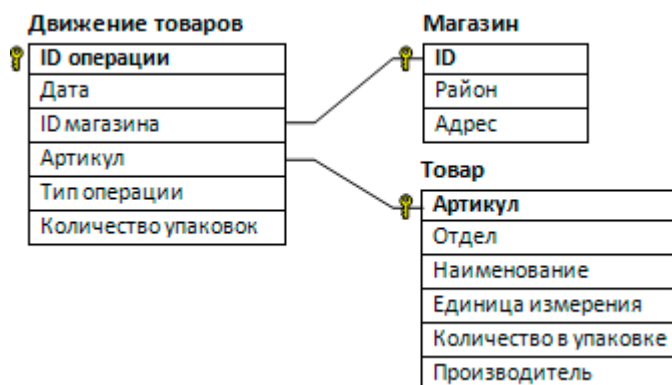 Движение товаров
ID операции
Дата
ID магазина
Артикул
Тип операции
Количество упаковок
Магазин
ID
Район
Адрес
Товар
Артикул
Отдел
Наименование
Единица измерения
Количество в упаковке
Производитель